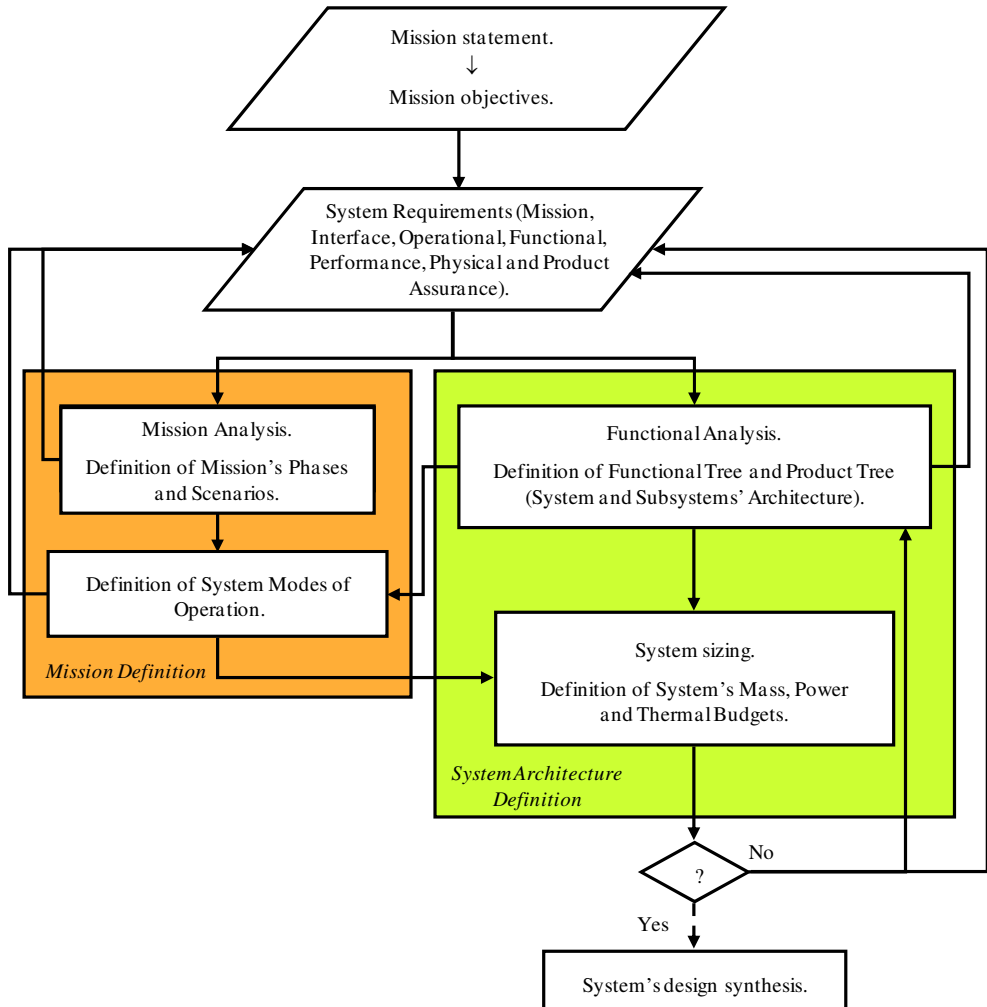 Mission statement.
↓
Mission objectives.
System Requirements (Mission,
Interface, Operational, Functional,
Performance, Physical and Product
Assurance).
Mission Analysis.
Definition of Mission's Phases
and Scenarios.
Definition of System Modes of
Operation.
Mission Definition
Functional Analysis.
Definition of Functional Tree and Product Tree
(System and Subsystems' Architecture).
System sizing.
Definition of System's Mass, Power
and Thermal Budgets.
System Architecture
Definition
?
No
Yes
System's design synthesis.